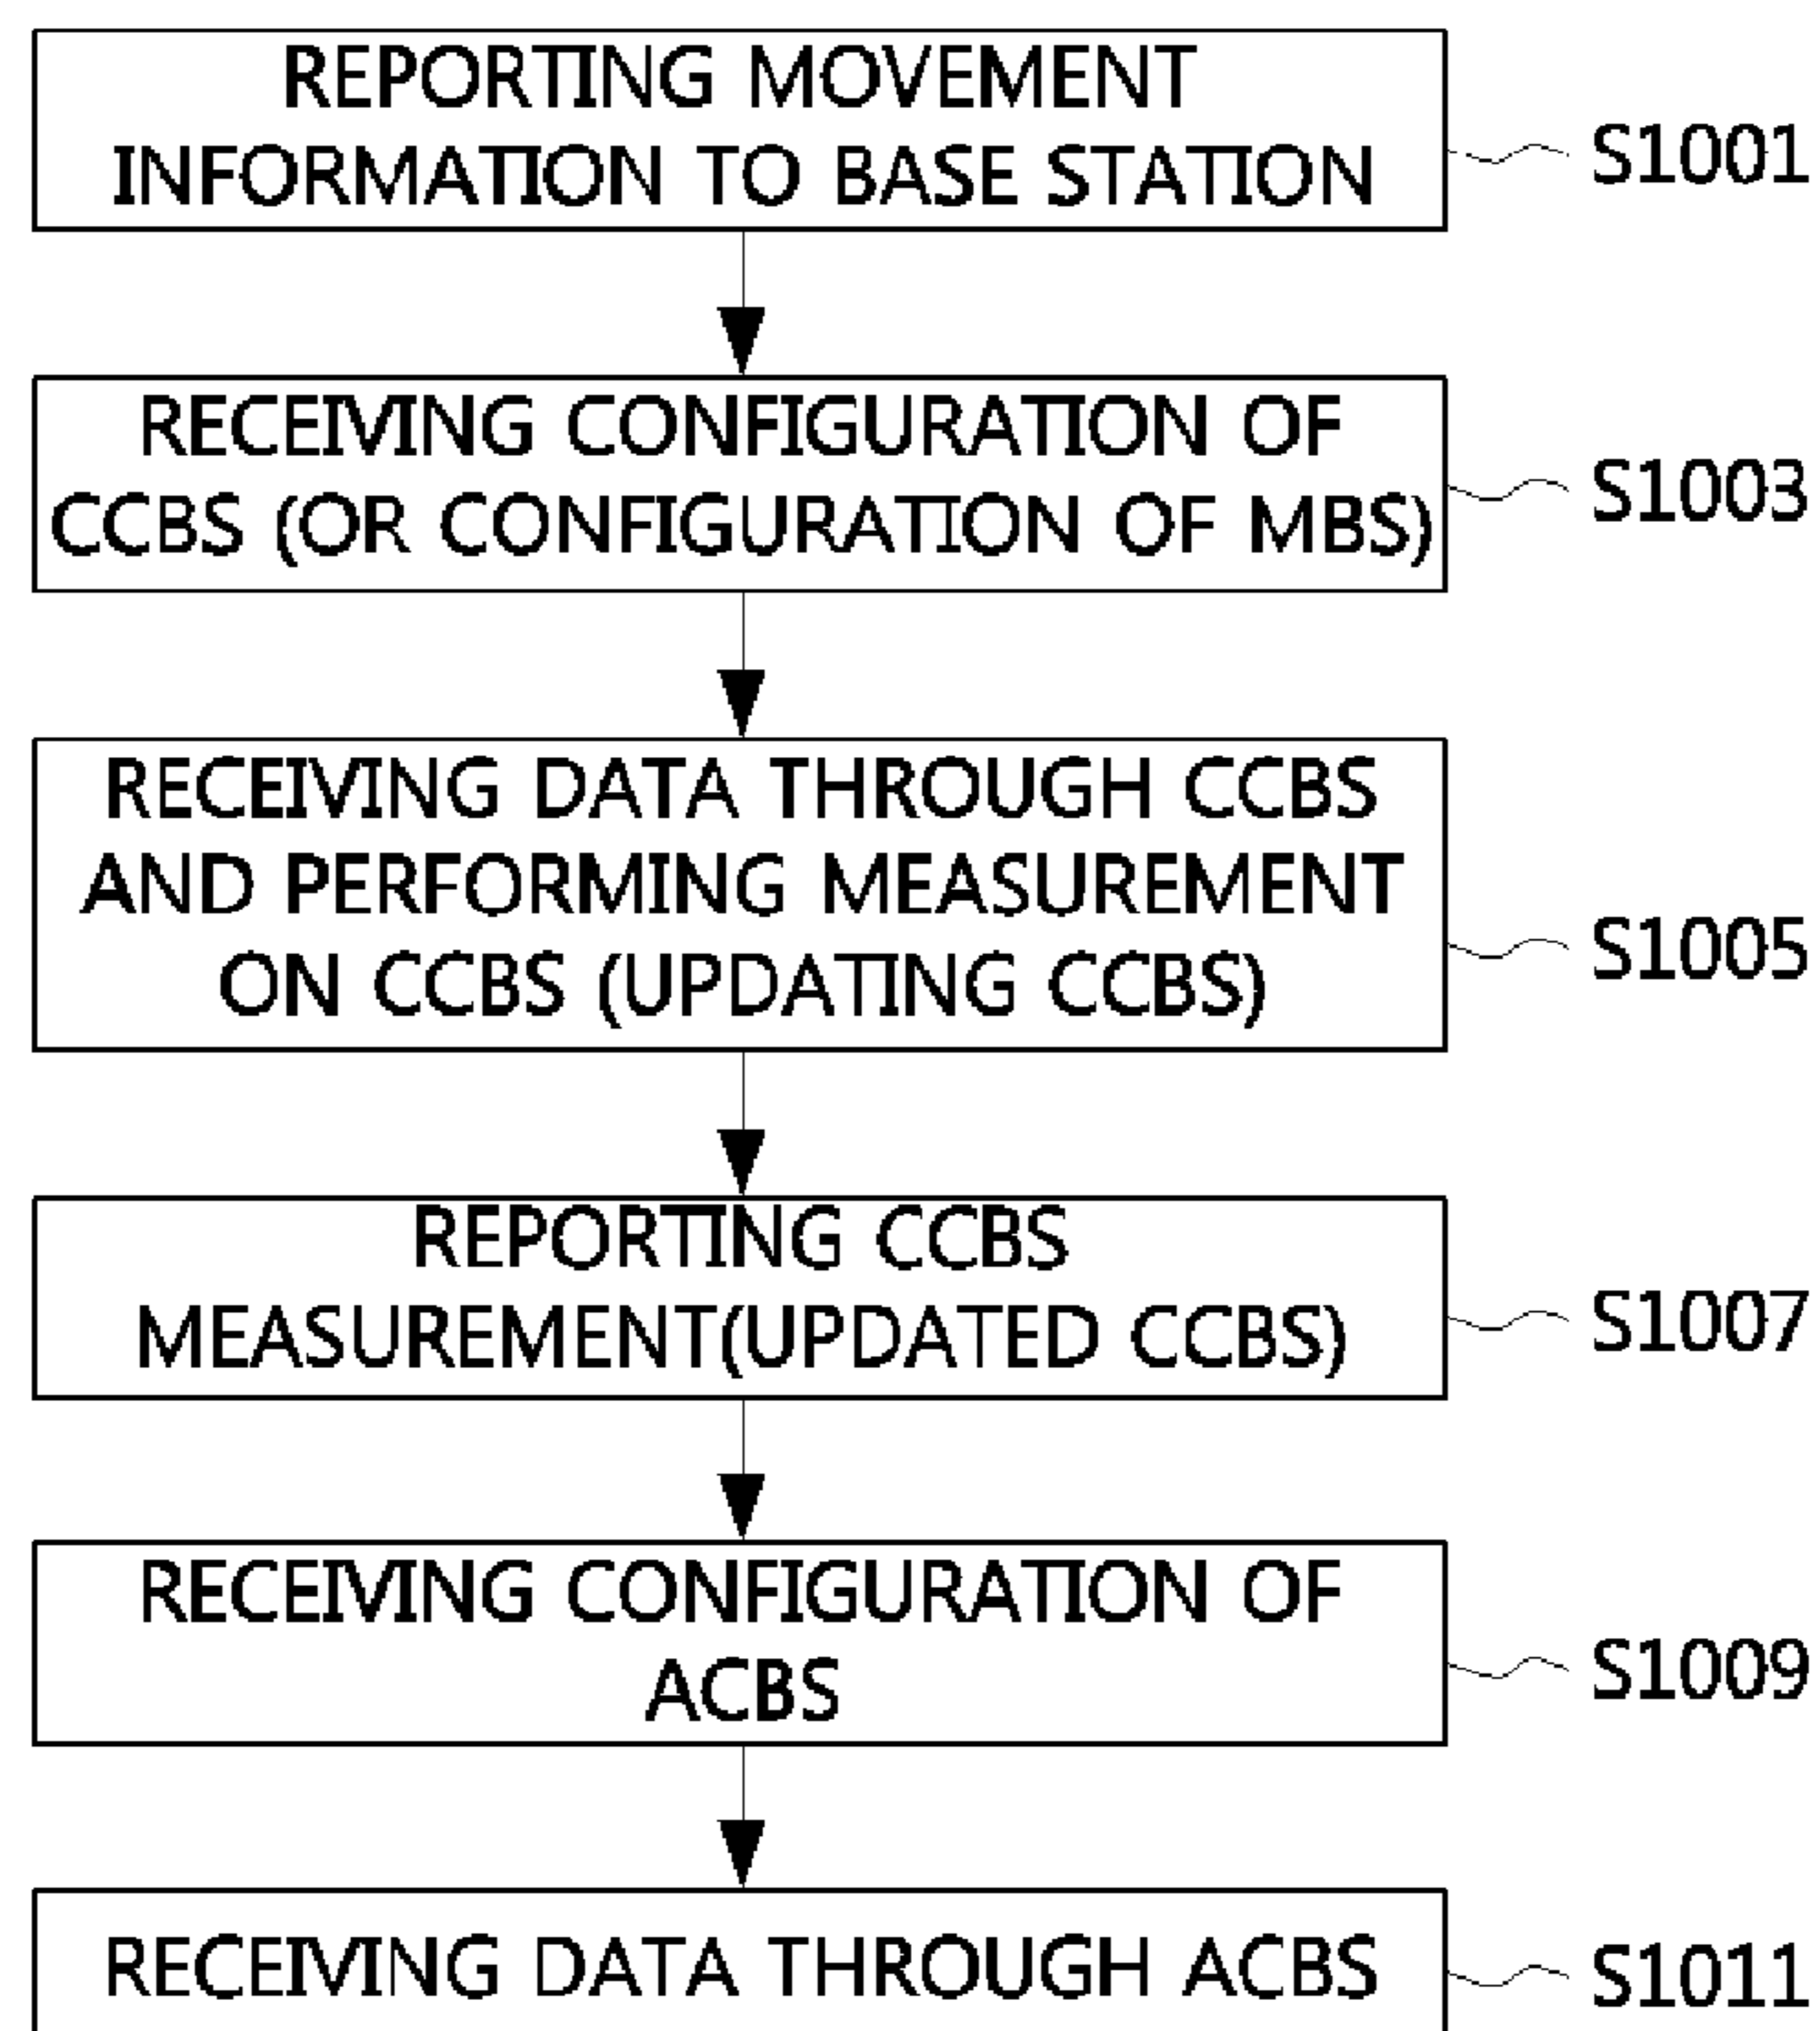 REPORTING MOVEMENT
INFORMATION TO BASE STATION
S1001
RECEIVING CONFIGURATION OF
CCBS (OR CONFIGURATION OF MBS)
S1003
RECEIVING DATA THROUGH CCBS
AND PERFORMING MEASUREMENT
ON CCBS (UPDATING CCBS)
S1005
REPORTING CCBS
MEASUREMENT(UPDATED CCBS)
S1007
RECEIVING CONFIGURATION OF
ACBS
S1009
RECEIVING DATA THROUGH ACBS
S1011